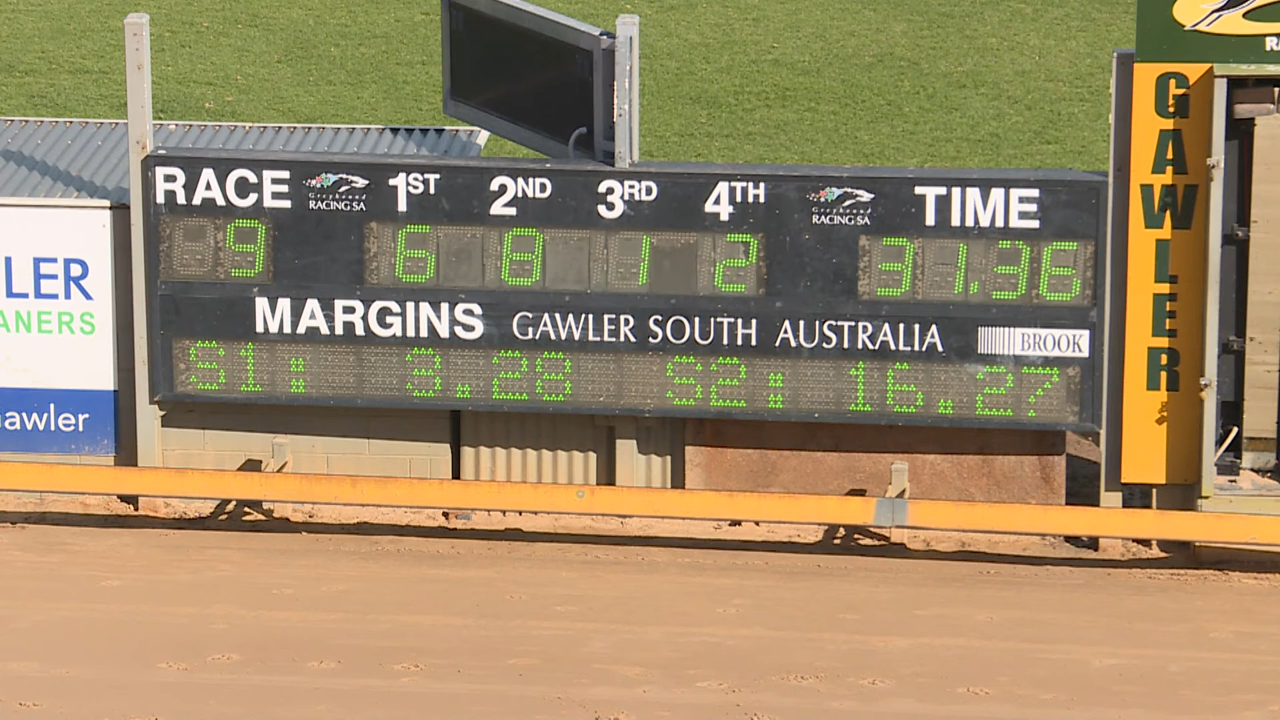 RACE Greyhound RACING SA 1ST 2ND 3RD 4TH Greyhound RACING SA TIME
9 6 8 1 2 31.36
MARGINS GAWLER SOUTH AUSTRALIA BROOK
S1: 3.28 S2: 16.27
GAWLER
LER
ANERS
awler